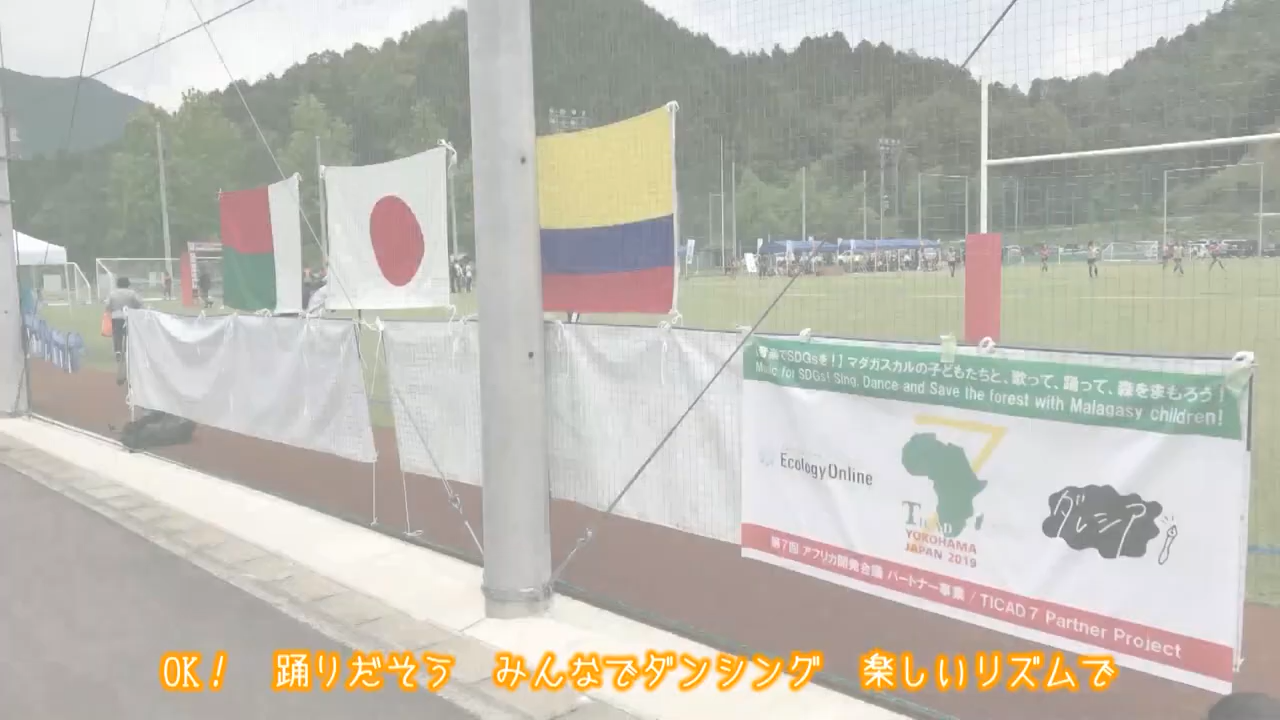 【音楽でSDGsを！】マダガスカルの子どもたちと、歌って、踊って、森をまもろう！
Music for SDGs! Sing, Dance and Save the forest with Malagasy children!
EcologyOnline
7
TICAD
YOKOHAMA
JAPAN 2019
ダレシア
第7回 アフリカ開発会議 パートナー事業 / TICAD 7 Partner Project
OK！ 踊りだそう みんなでダンシング 楽しいリズムで